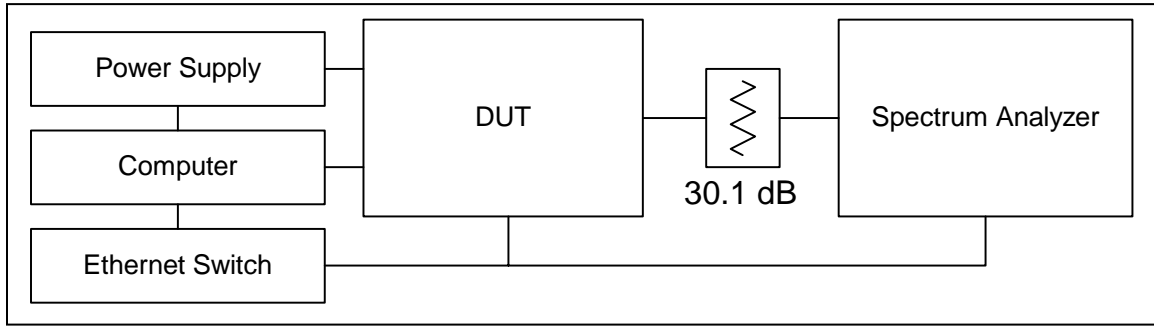 Power Supply
Computer
Ethernet Switch
DUT
30.1 dB
Spectrum Analyzer